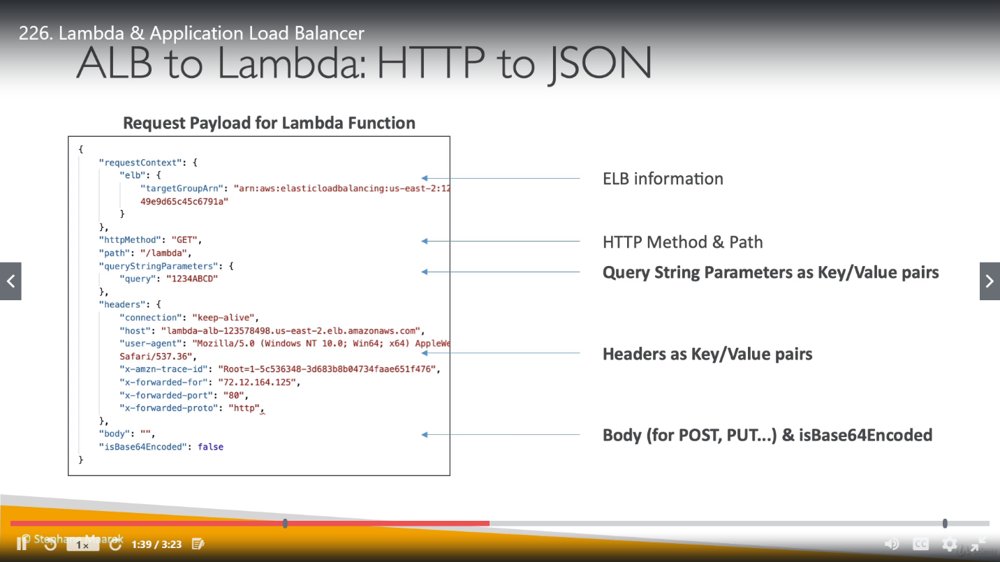 226. Lambda & Application Load Balancer
ALB to Lambda: HTTP to JSON
Request Payload for Lambda Function
{
"requestContext": {
"elb": {
"targetGroupArn": "arn:aws:elasticloadbalancing:us-east-2:12
49e9d65c45c6791a"
}
},
"httpMethod": "GET",
"path": "/lambda",
"queryStringParameters": {
"query": "1234ABCD"
},
"headers": {
"connection": "keep-alive",
"host": "lambda-alb-123578498.us-east-2.elb.amazonaws.com",
"user-agent": "Mozilla/5.0 (Windows NT 10.0; Win64; x64) AppleWe
Safari/537.36",
"x-amzn-trace-id": "Root=1-5c536348-3d683b8b04734faae651f476",
"x-forwarded-for": "72.12.164.125",
"x-forwarded-port": "80",
"x-forwarded-proto": "http",
},
"body": "",
"isBase64Encoded": false
}
ELB information
HTTP Method & Path
Query String Parameters as Key/Value pairs
Headers as Key/Value pairs
Body (for POST, PUT...) & isBase64Encoded
© Stephane Maarek
1x
1:39 / 3:23
CC